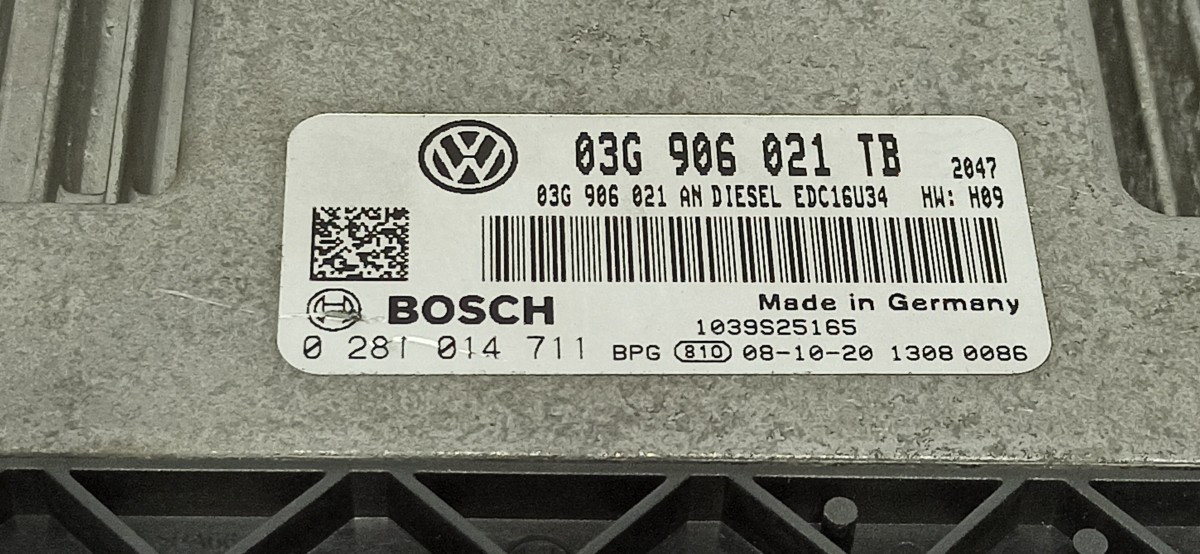 03G 906 021 TB 2047
03G 906 021 AN DIESEL EDC16U34 HW: H09
BOSCH Made in Germany
1039S25165
0 281 014 711 BPG 810 08-10-20 1308 0086